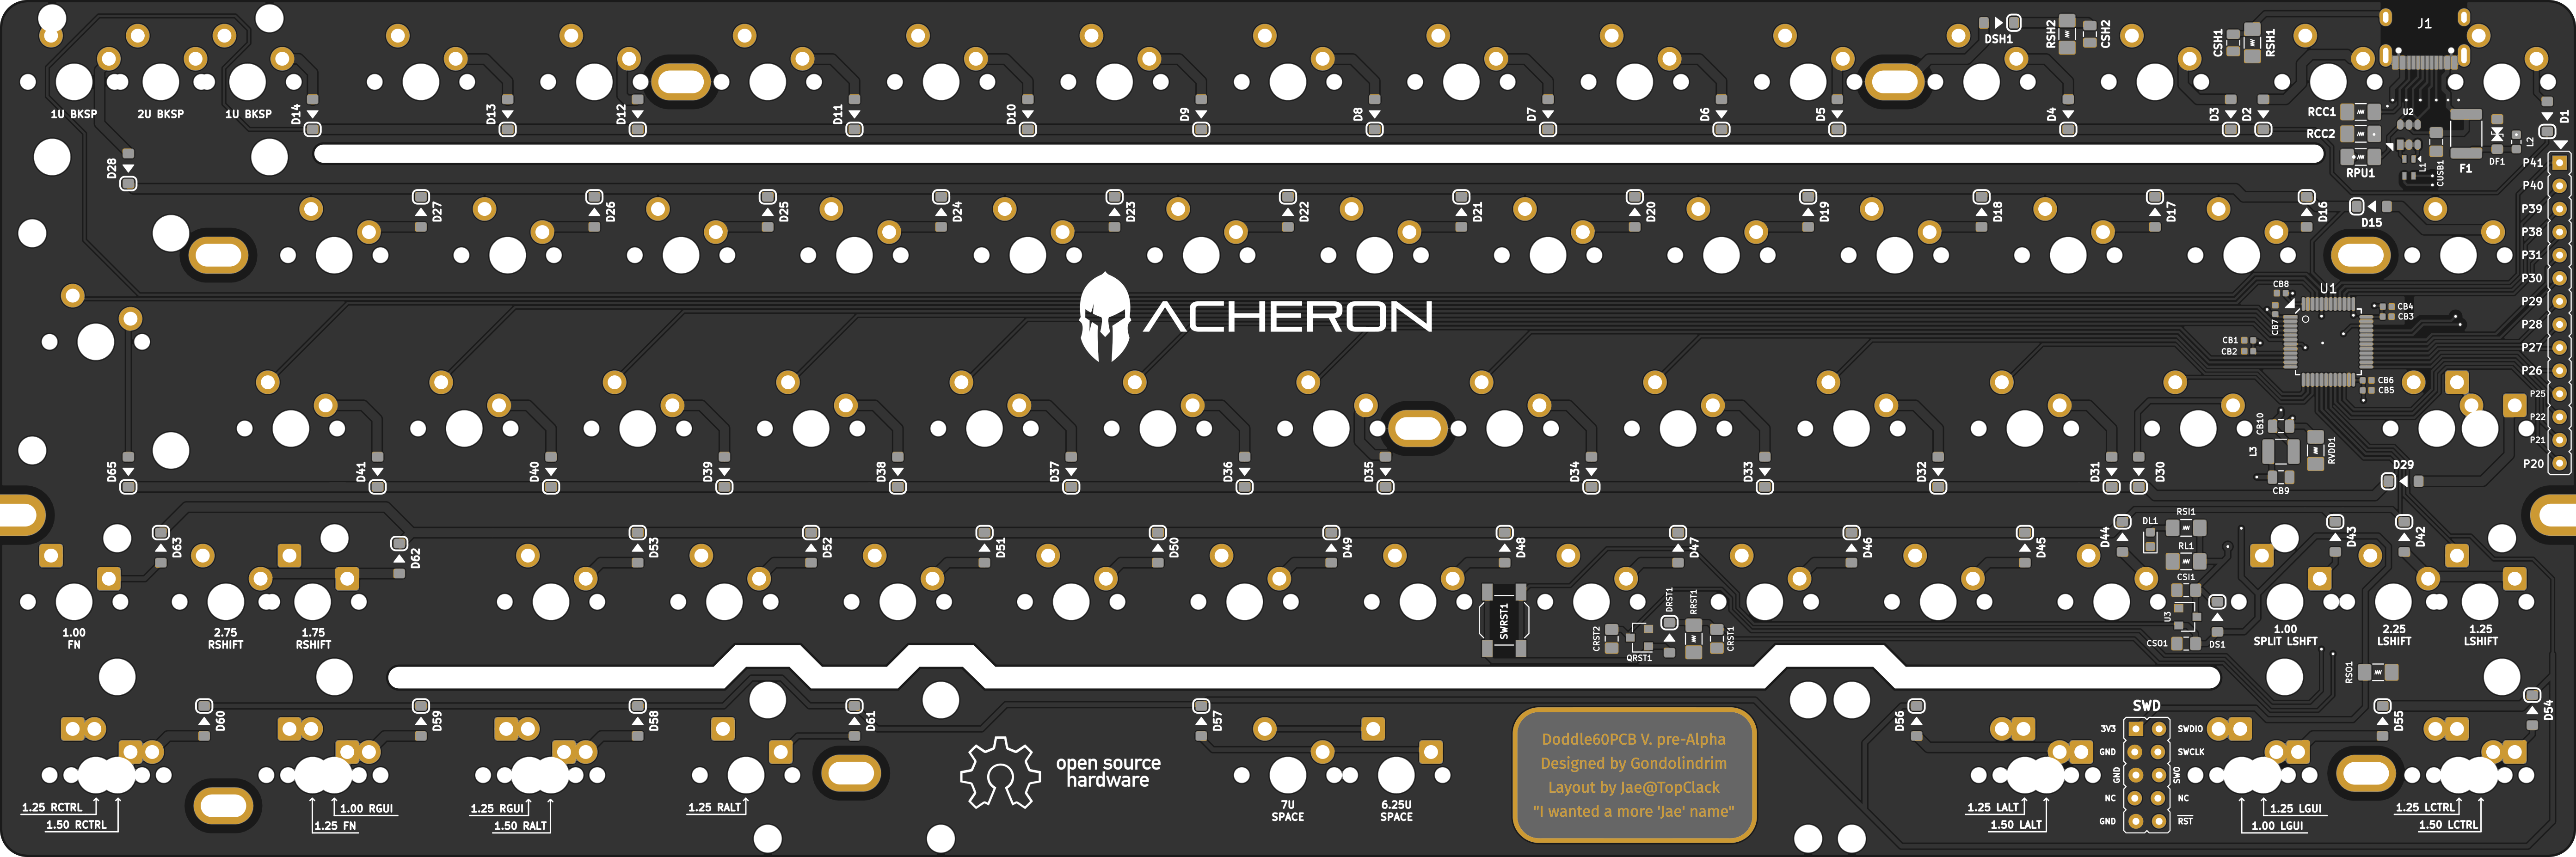 J1
DSH1
RSH2
CSH2
CSH1
RSH1
1U BKSP
2U BKSP
1U BKSP
D14
D13
D12
D11
D10
D9
D8
D7
D6
D5
D4
D3
D2
D1
RCC1
RCC2
RPU1
U2
L1
CUSB1
F1
DF1
L2
D28
D27
D26
D25
D24
D23
D22
D21
D20
D19
D18
D17
D16
D15
P41
P40
P39
P38
P31
P30
P29
P28
P27
P26
P25
P22
P21
P20
ACHERON
U1
CB8
CB7
CB4
CB3
CB1
CB2
CB6
CB5
CB10
L3
RVDD1
CB9
D65
D41
D40
D39
D38
D37
D36
D35
D34
D33
D32
D31
D30
D29
D63
D62
D53
D52
D51
D50
D49
D48
D47
D46
D45
D44
DL1
RSI1
RL1
CSI1
U3
CSO1
DS1
D43
D42
RSO1
SWRST1
CRST2
QRST1
DRST1
RRST1
CRST1
1.00
FN
2.75
RSHIFT
1.75
RSHIFT
1.00
SPLIT LSHFT
2.25
LSHIFT
1.25
LSHIFT
D60
D59
D58
D61
D57
D56
D55
D54
1.25 RCTRL
1.50 RCTRL
1.00 RGUI
1.25 FN
1.25 RGUI
1.50 RALT
1.25 RALT
open source
hardware
7U
SPACE
6.25U
SPACE
Doddle60PCB V. pre-Alpha
Designed by Gondolindrim
Layout by Jae@TopClack
"I wanted a more 'Jae' name"
1.25 LALT
1.50 LALT
SWD
3V3
SWDIO
GND
SWCLK
GND
SWO
NC
NC
GND
RST
1.25 LGUI
1.00 LGUI
1.25 LCTRL
1.50 LCTRL